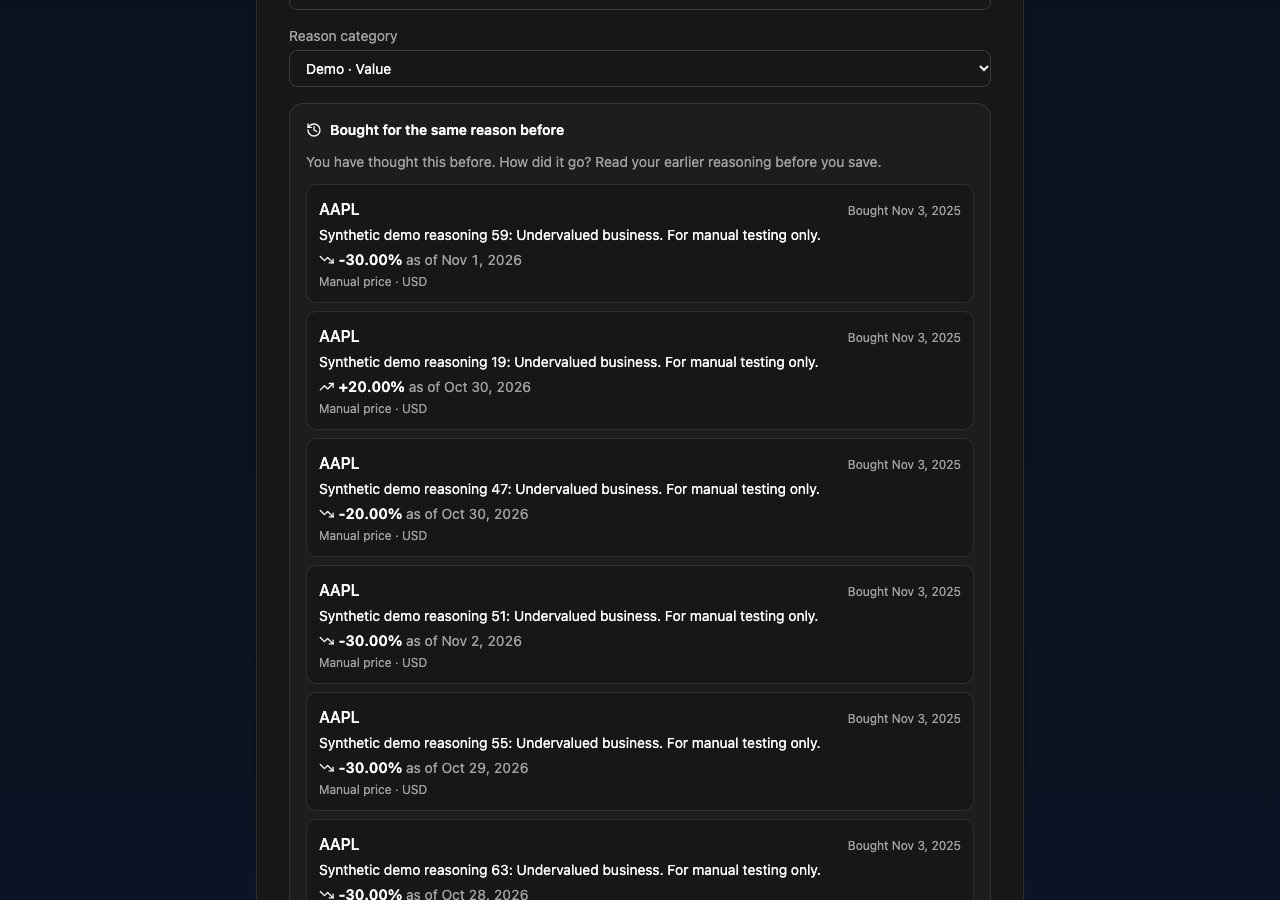 Reason category
Demo · Value
Bought for the same reason before
You have thought this before. How did it go? Read your earlier reasoning before you save.
AAPL
Bought Nov 3, 2025
Synthetic demo reasoning 59: Undervalued business. For manual testing only.
-30.00% as of Nov 1, 2026
Manual price · USD
AAPL
Bought Nov 3, 2025
Synthetic demo reasoning 19: Undervalued business. For manual testing only.
+20.00% as of Oct 30, 2026
Manual price · USD
AAPL
Bought Nov 3, 2025
Synthetic demo reasoning 47: Undervalued business. For manual testing only.
-20.00% as of Oct 30, 2026
Manual price · USD
AAPL
Bought Nov 3, 2025
Synthetic demo reasoning 51: Undervalued business. For manual testing only.
-30.00% as of Nov 2, 2026
Manual price · USD
AAPL
Bought Nov 3, 2025
Synthetic demo reasoning 55: Undervalued business. For manual testing only.
-30.00% as of Oct 29, 2026
Manual price · USD
AAPL
Bought Nov 3, 2025
Synthetic demo reasoning 63: Undervalued business. For manual testing only.
-30.00% as of Oct 28, 2026